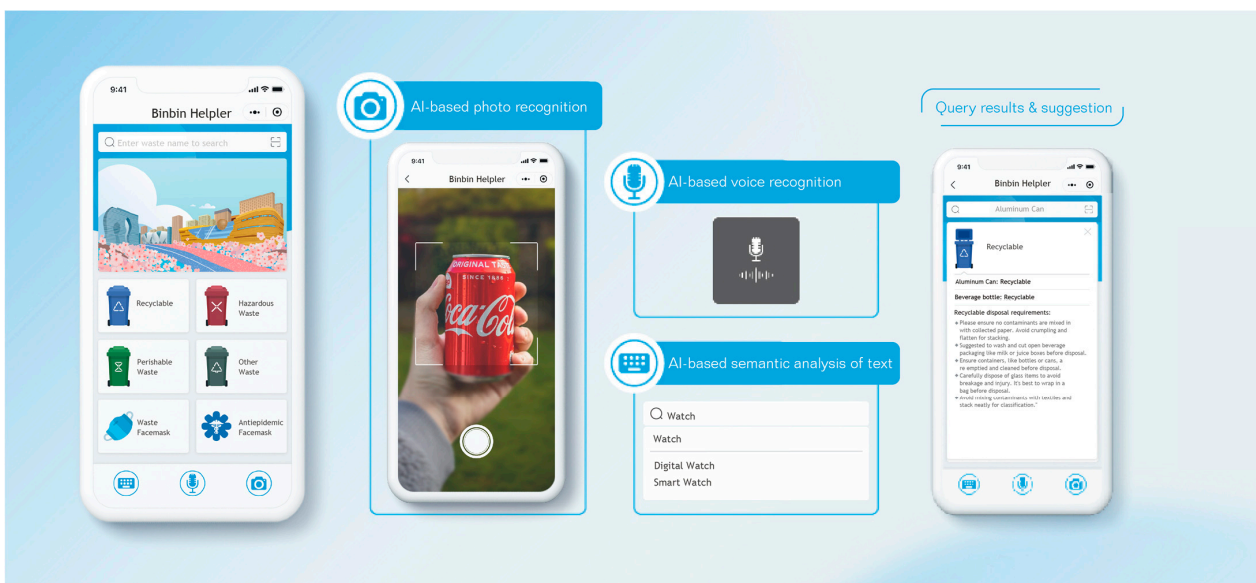 9:41
Binbin Helpler
Enter waste name to search
Recyclable
Hazardous
Waste
Perishable
Waste
Other
Waste
Waste
Facemask
Antiepidemic
Facemask
AI-based photo recognition
9:41
Binbin Helpler
ORIGINAL TAS
SINCE 1886
Coca-Cola
AI-based voice recognition
AI-based semantic analysis of text
Watch
Watch
Digital Watch
Smart Watch
Query results & suggestion
9:41
Binbin Helpler
Aluminum Can
Recyclable
Aluminum Can: Recyclable
Beverage bottle: Recyclable
Recyclable disposal requirements:
Please ensure no contaminants are mixed in
with collected paper. Avoid crumpling and
flatten for stacking.
Suggested to wash and cut open beverage
packaging like milk or juice boxes before disposal.
Ensure containers, like bottles or cans, a
re emptied and cleaned before disposal.
Carefully dispose of glass items to avoid
breakage and injury. It's best to wrap in a
bag before disposal.
Avoid mixing contaminants with textiles and
stack neatly for classification."